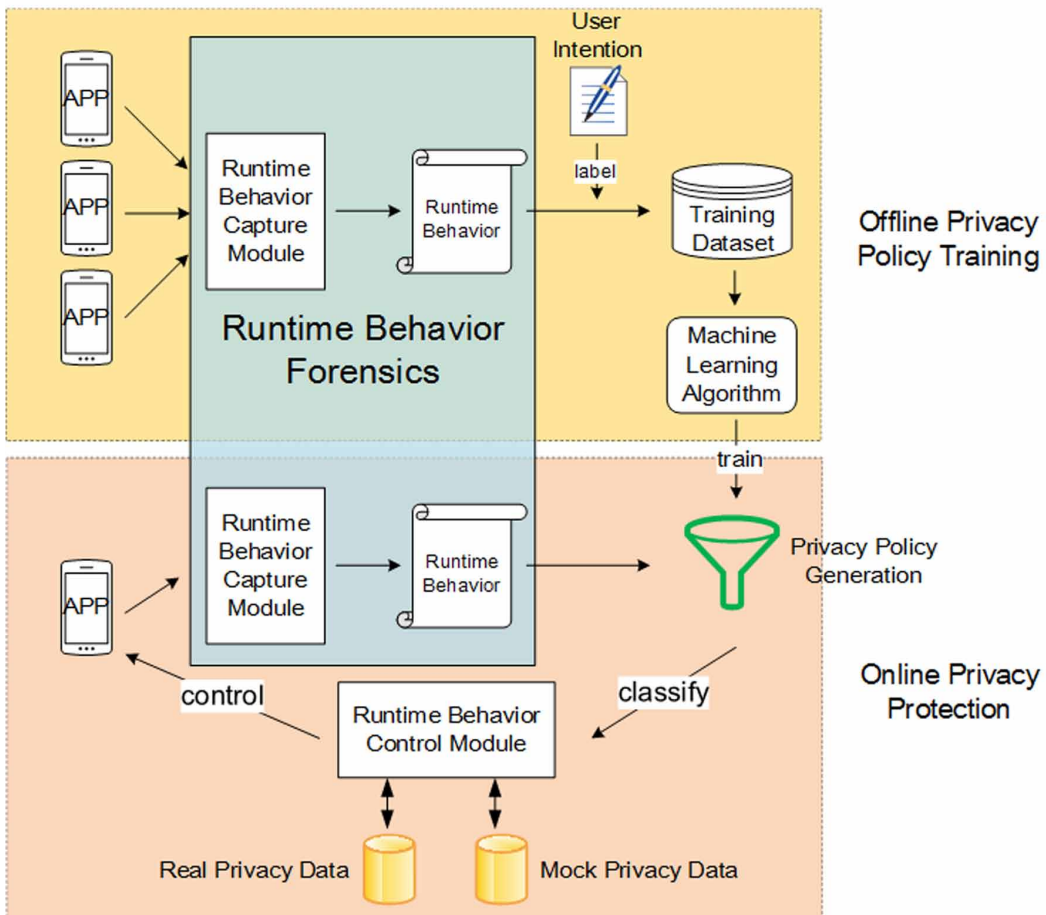 User
Intention
APP
APP
APP
Runtime
Behavior
Capture
Module
Runtime
Behavior
label
Training
Dataset
Offline Privacy
Policy Training
Runtime Behavior
Forensics
Machine
Learning
Algorithm
train
APP
Runtime
Behavior
Capture
Module
Runtime
Behavior
Privacy Policy
Generation
control
classify
Online Privacy
Protection
Runtime Behavior
Control Module
Real Privacy Data
Mock Privacy Data